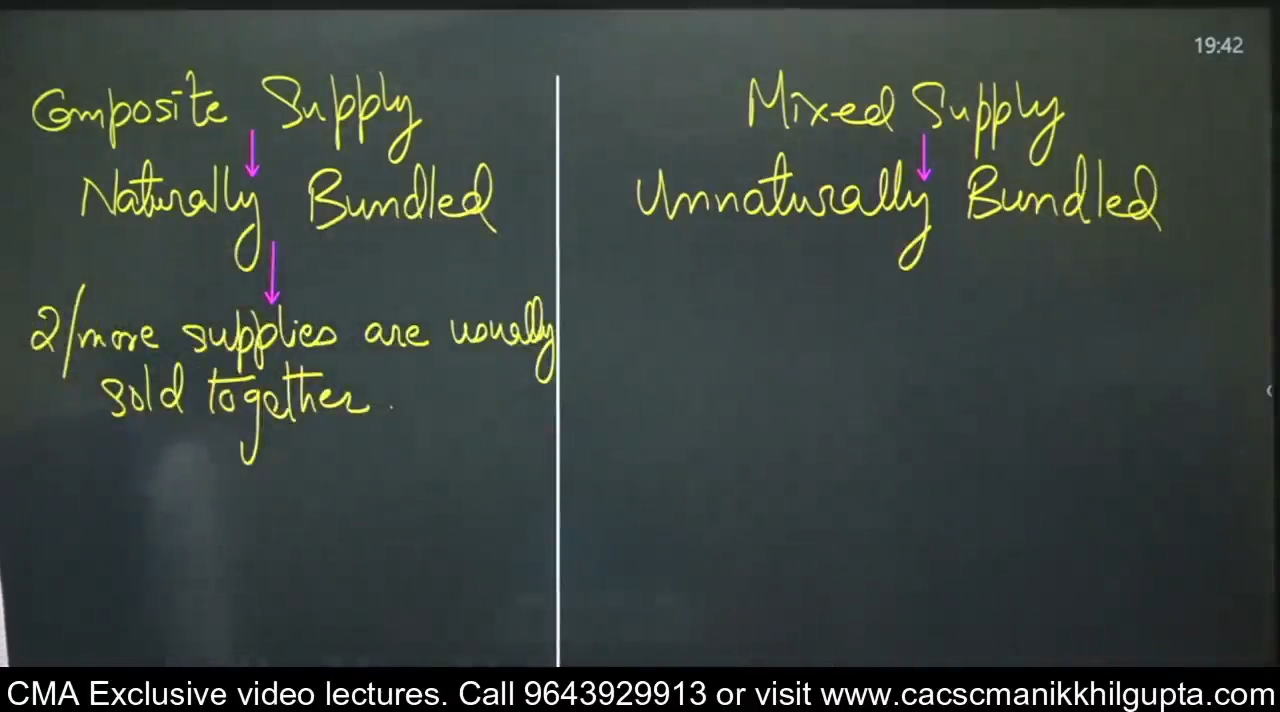 19:42
Composite Supply
Naturally Bundled
2/more supplies are usually
sold together.
Mixed Supply
Unnaturally Bundled
CMA Exclusive video lectures. Call 9643929913 or visit www.cacscmanikkhilgupta.com